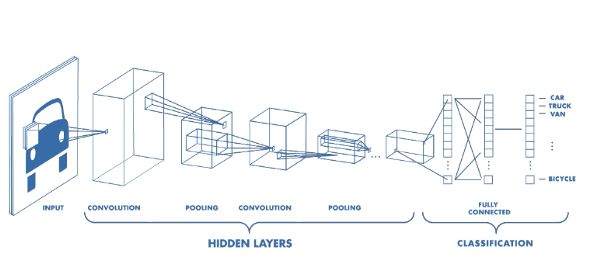 CAR
TRUCK
VAN
BICYCLE
INPUT
CONVOLUTION
POOLING
CONVOLUTION
POOLING
FULLY
CONNECTED
HIDDEN LAYERS
CLASSIFICATION